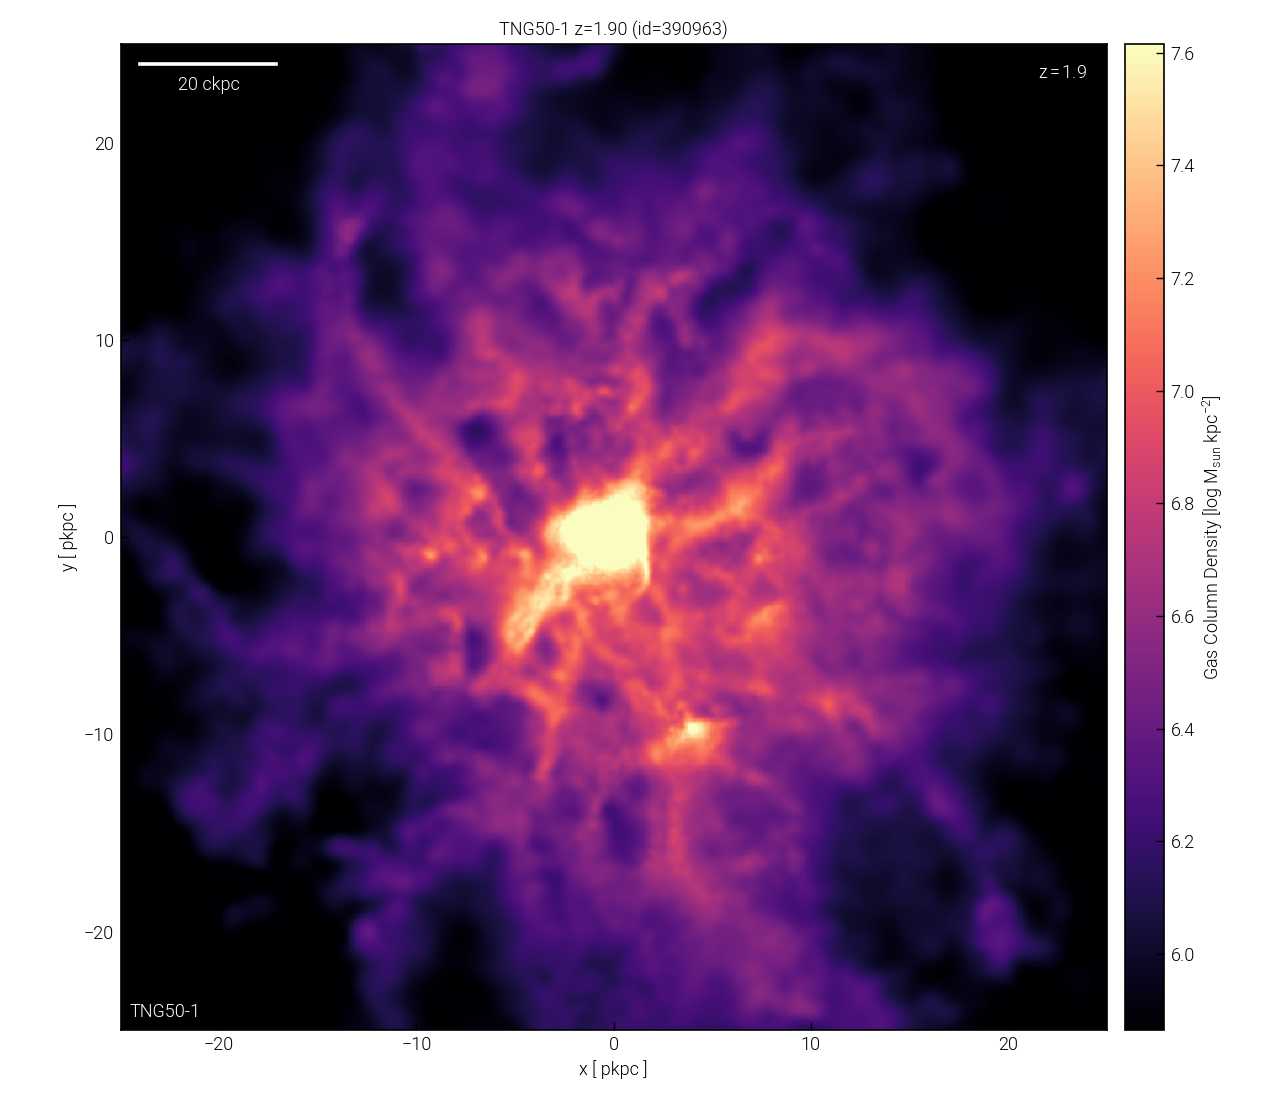 TNG50-1 z=1.90 (id=390963)
20 ckpc
z = 1.9
TNG50-1
20
10
0
−10
−20
y [ pkpc ]
−20
−10
0
10
20
x [ pkpc ]
7.6
7.4
7.2
7.0
6.8
6.6
6.4
6.2
6.0
Gas Column Density [log M_sun kpc⁻²]